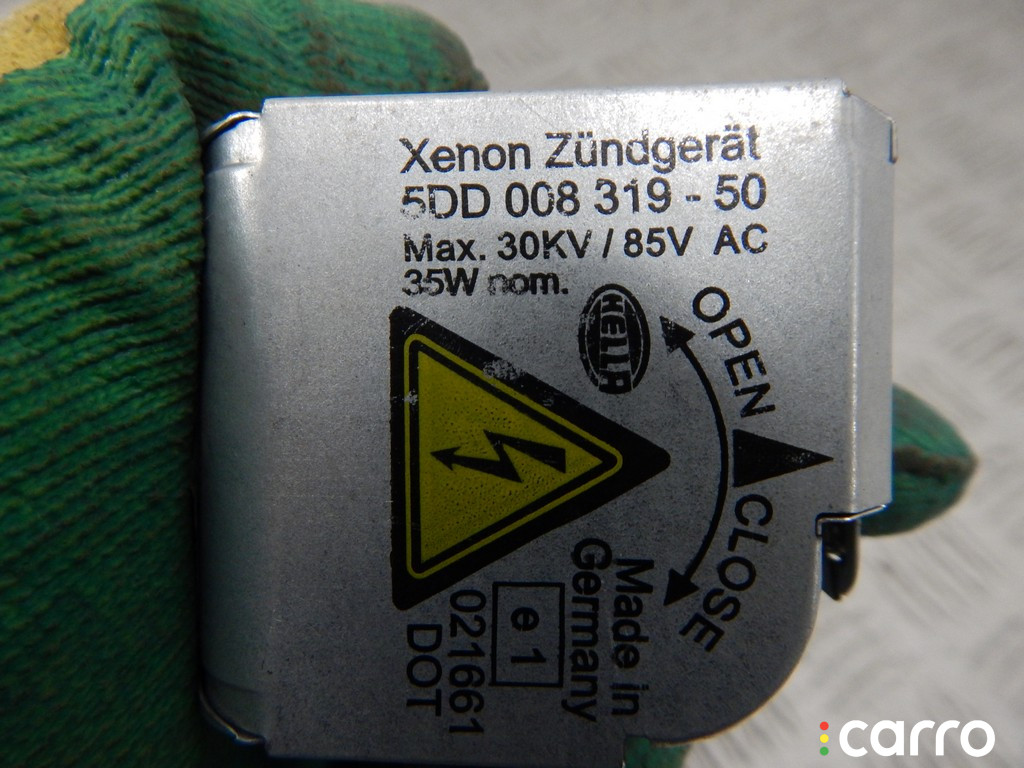 Xenon Zündgerät
5DD 008 319 - 50
Max. 30KV / 85V AC
35W nom.
HELLA
OPEN
CLOSE
Made in
Germany
e 1
021661
DOT
carro